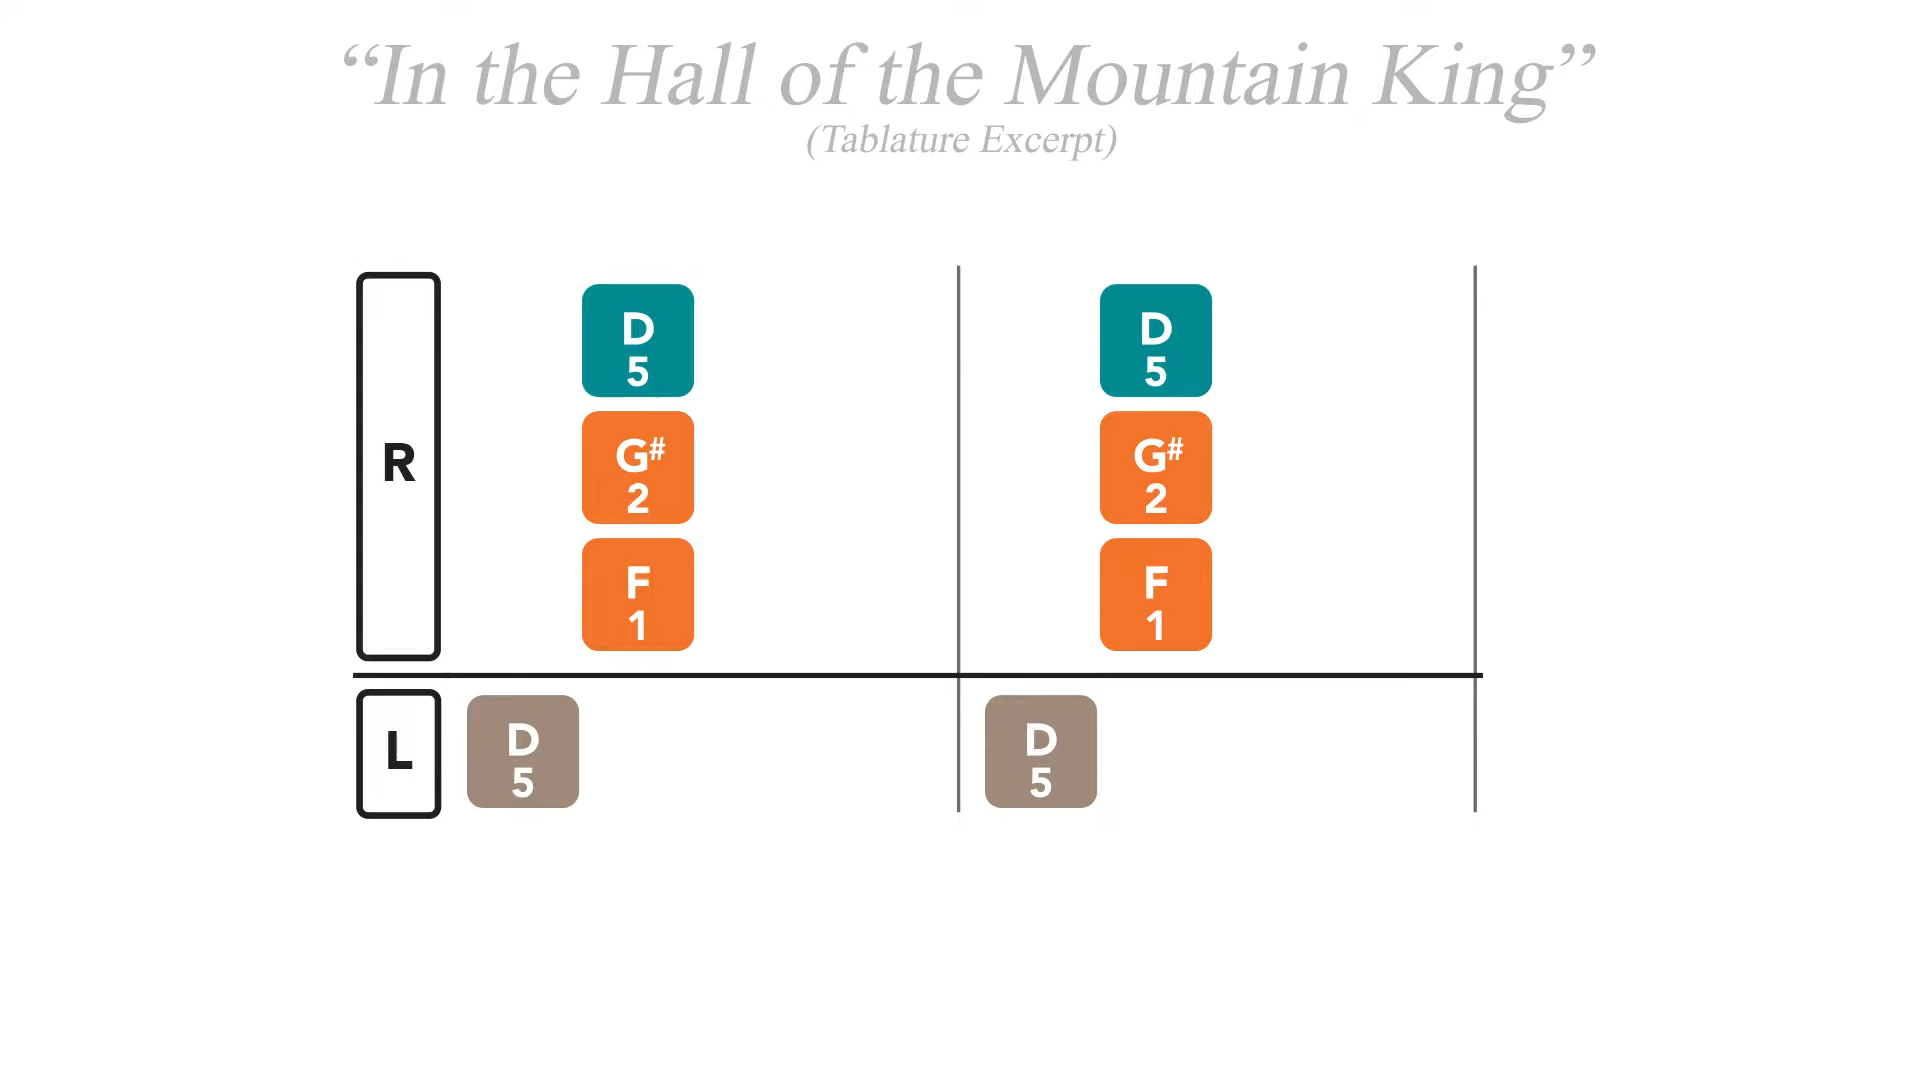 “In the Hall of the Mountain King”
(Tablature Excerpt)
R
D
5
G#
2
F
1
D
5
G#
2
F
1
L
D
5
D
5